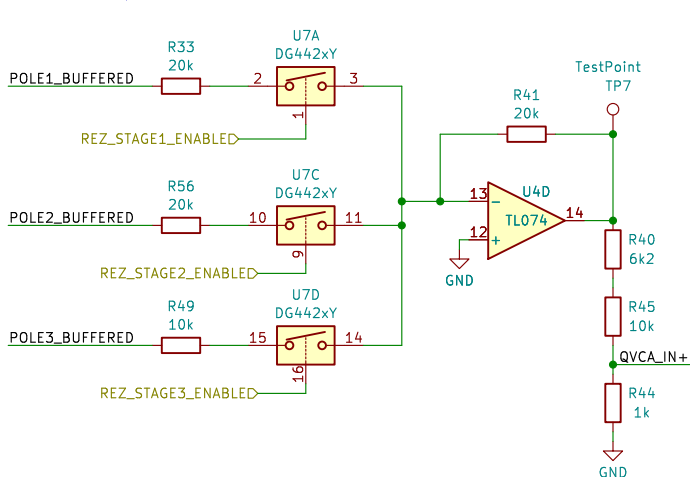 R33
20k
U7A
DG442xY
POLE1_BUFFERED
2
3
1
REZ_STAGE1_ENABLED
R56
20k
U7C
DG442xY
POLE2_BUFFERED
10
11
9
REZ_STAGE2_ENABLED
R49
10k
U7D
DG442xY
POLE3_BUFFERED
15
14
16
REZ_STAGE3_ENABLED
TestPoint
TP7
R41
20k
U4D
TL074
13
−
12
+
14
GND
R40
6k2
R45
10k
QVCA_IN+
R44
1k
GND